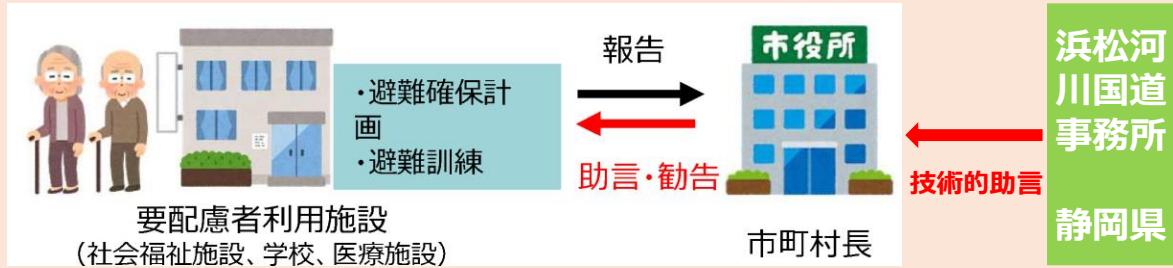 ・避難確保計
画
・避難訓練
要配慮者利用施設
（社会福祉施設、学校、医療施設）
報告
助言・勧告
市役所
市町村長
技術的助言
浜松河
川国道
事務所
静岡県